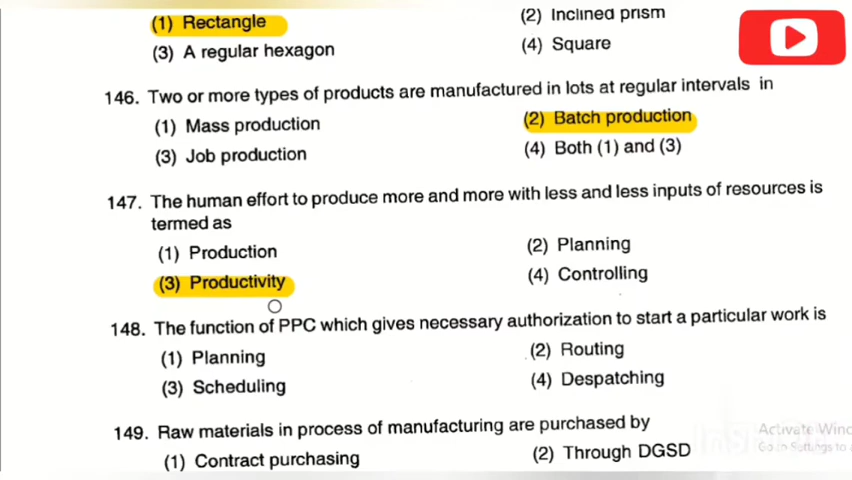 (1) Rectangle (2) Inclined prism
(3) A regular hexagon (4) Square
146. Two or more types of products are manufactured in lots at regular intervals in
(1) Mass production (2) Batch production
(3) Job production (4) Both (1) and (3)
147. The human effort to produce more and more with less and less inputs of resources is
termed as
(1) Production (2) Planning
(3) Productivity (4) Controlling
148. The function of PPC which gives necessary authorization to start a particular work is
(1) Planning (2) Routing
(3) Scheduling (4) Despatching
149. Raw materials in process of manufacturing are purchased by
Activate Winc
(1) Contract purchasing (2) Through DGSD
Go to Settings to a